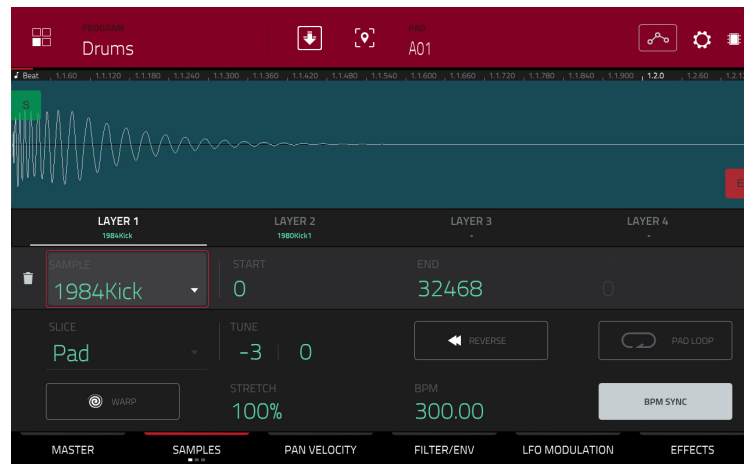 PROGRAM PAD
Drums A01
Beat 1.1.60 1.1.120 1.1.180 1.1.240 1.1.300 1.1.360 1.1.420 1.1.480 1.1.540 1.1.600 1.1.660 1.1.720 1.1.780 1.1.840 1.1.900 1.2.0 1.2.60 1.2.12
S
E
LAYER 1 LAYER 2 LAYER 3 LAYER 4
1984Kick 1980Kick1 - -
SAMPLE START END
1984Kick 0 32468 0
SLICE TUNE
Pad -3 0 REVERSE PAD LOOP
WARP STRETCH BPM BPM SYNC
100% 300.00
MASTER SAMPLES PAN VELOCITY FILTER/ENV LFO MODULATION EFFECTS